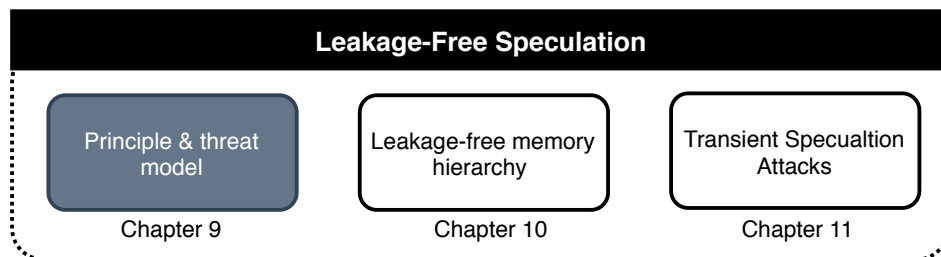 Leakage-Free Speculation
Principle & threat
model
Leakage-free memory
hierarchy
Transient Specualtion
Attacks
Chapter 9
Chapter 10
Chapter 11